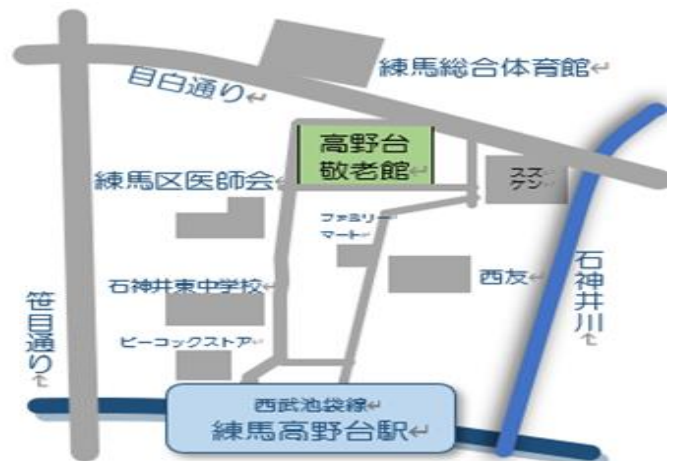 練馬総合体育館
目白通り
高野台
敬老館
スズ
ケン
練馬区医師会
ファミリー
マート
石神井東中学校
西友
石神井川
笹目通り
ピーコックストア
西武池袋線
練馬高野台駅